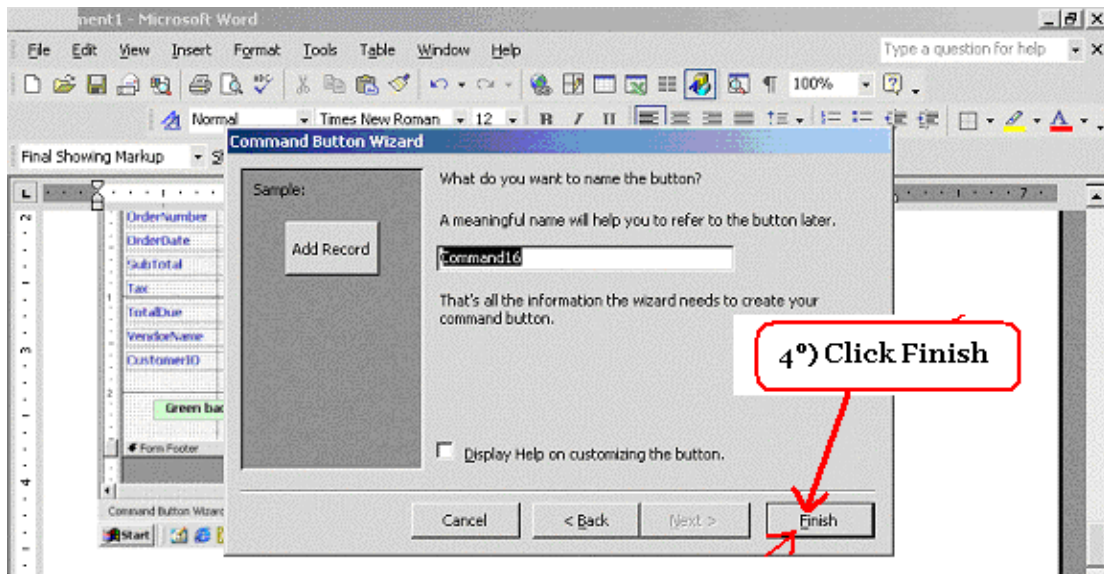 ment1 - Microsoft Word
File Edit View Insert Format Tools Table Window Help
Type a question for help
100%
Normal Times New Roman 12 B I U
Final Showing Markup
Command Button Wizard
Sample:
Add Record
What do you want to name the button?
A meaningful name will help you to refer to the button later.
Command16
That's all the information the wizard needs to create your
command button.
4º) Click Finish
Display Help on customizing the button.
Cancel < Back Next > Finish
OrderNumber
OrderDate
SubTotal
Tax
TotalDue
VendorName
CustomerID
Green bac
Form Footer
Command Button Wizard
Start